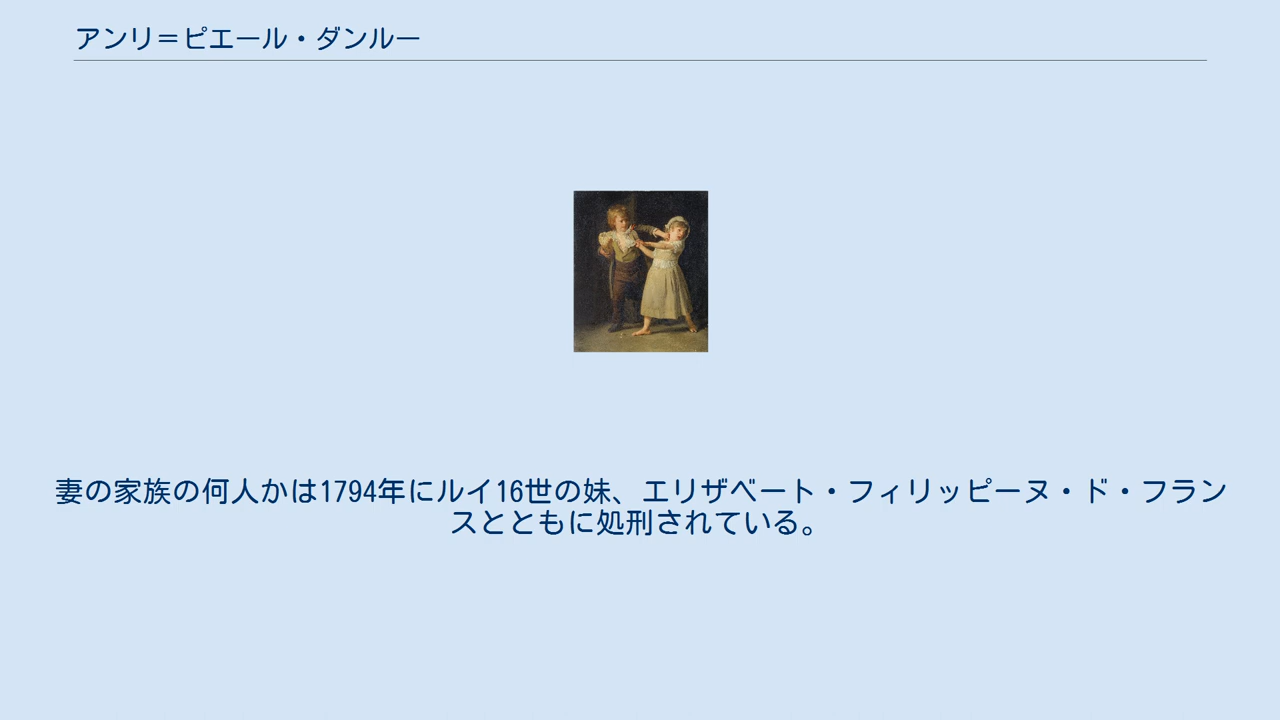 アンリ＝ピエール・ダンルー
妻の家族の何人かは1794年にルイ16世の妹、エリザベート・フィリッピーヌ・ド・フラン
スとともに処刑されている。